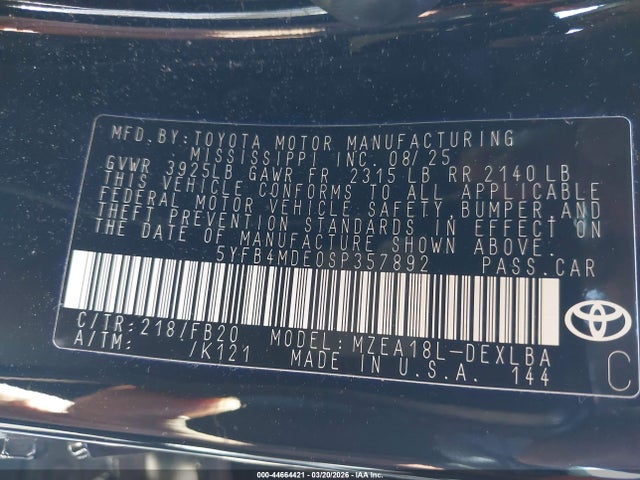 MFD.BY:TOYOTA MOTOR MANUFACTURING
MISSISSIPPI INC. 08/25
GVWR 3925LB GAWR FR 2315 LB RR 2140 LB
THIS VEHICLE CONFORMS TO ALL APPLICABLE
FEDERAL MOTOR VEHICLE SAFETY,BUMPER,AND
THEFT PREVENTION STANDARDS IN EFFECT ON
THE DATE OF MANUFACTURE SHOWN ABOVE.
5YFB4MDE0SP357892 PASS.CAR
C/TR:218/FB20 MODEL:MZEA18L-DEXLBA
A/TM: /K121 MADE IN U.S.A. 144
C
000-44664421 | 03/20/2026 - IAA Inc.